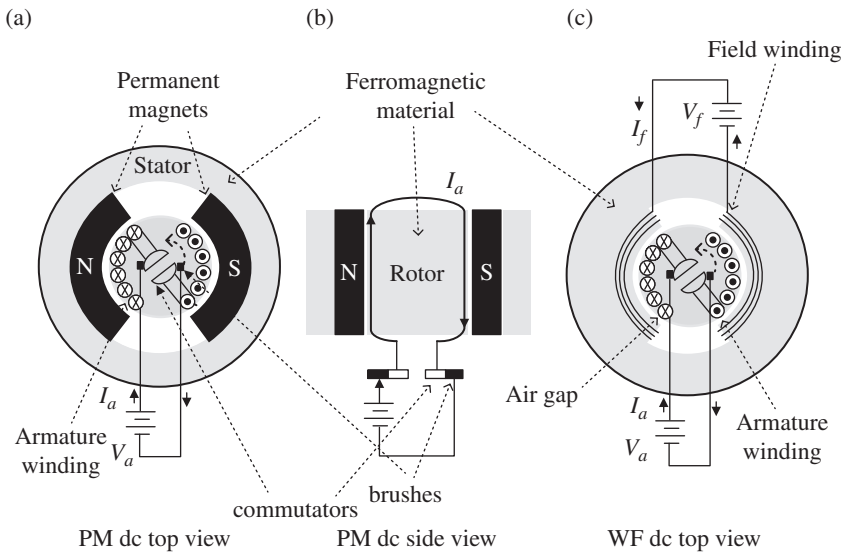 (a)
(b)
(c)
Permanent
magnets
Ferromagnetic
material
Field winding
Stator
N
S
I_a
V_a
Armature
winding
I_a
N
Rotor
S
commutators
brushes
I_f
V_f
Air gap
I_a
V_a
Armature
winding
PM dc top view
PM dc side view
WF dc top view